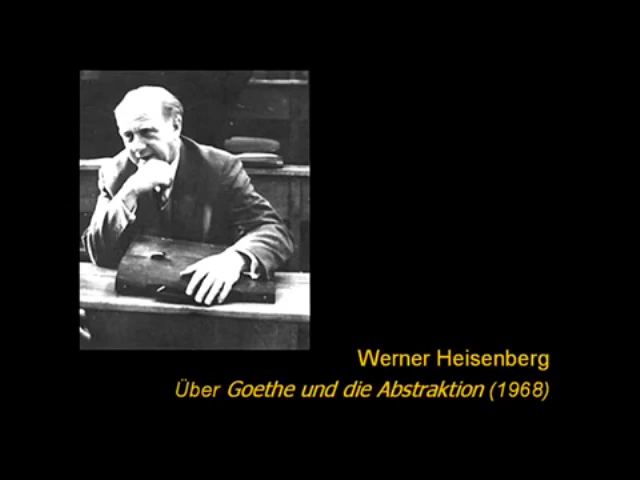 Werner Heisenberg
Über Goethe und die Abstraktion (1968)